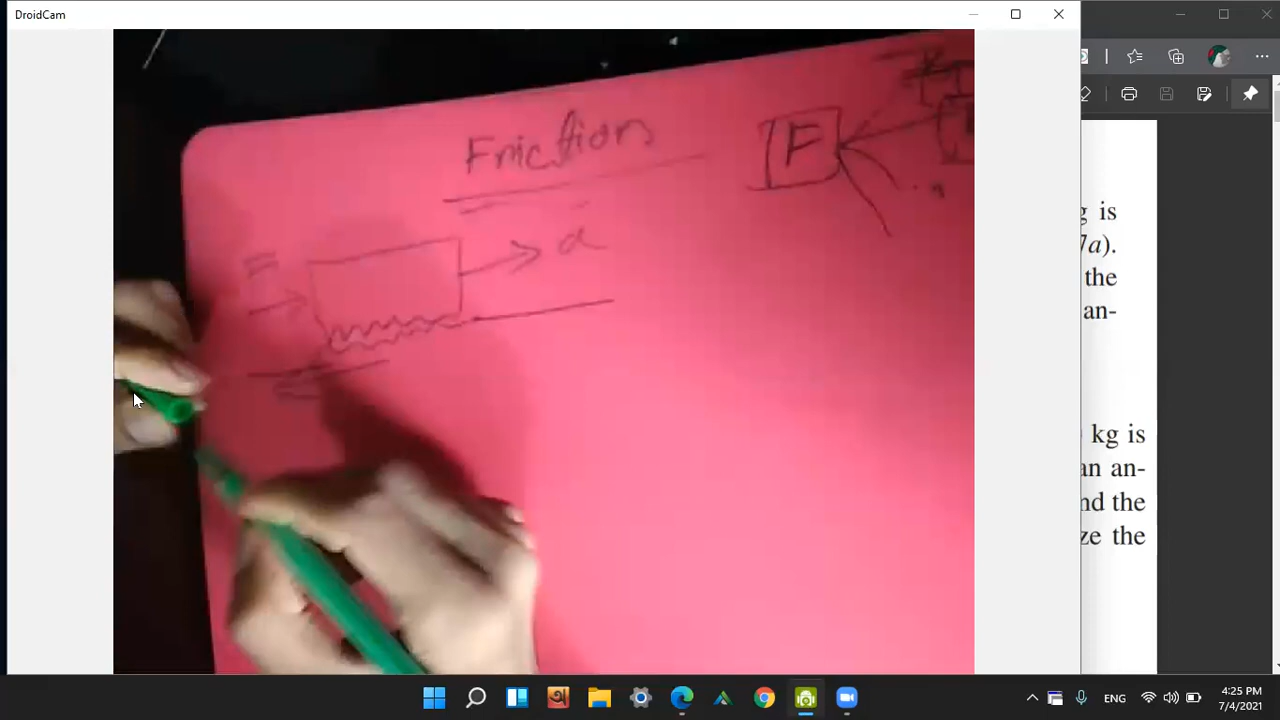 DroidCam
Friction
F
F
a
g is
7a).
the
an-
kg is
an an-
nd the
ze the
ENG
4:25 PM
7/4/2021